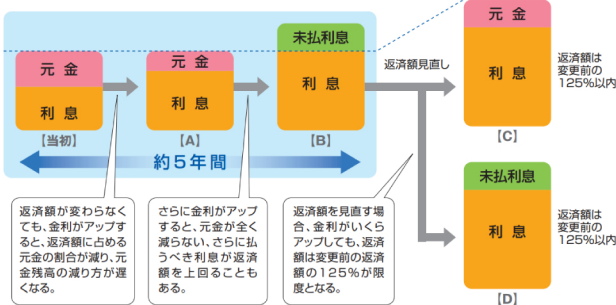 元 金
利 息
【当初】
元 金
利 息
【A】
未払利息
利 息
【B】
約5年間
返済額見直し
元 金
利 息
【C】
返済額は
変更前の
125%以内
未払利息
利 息
【D】
返済額は
変更前の
125%以内
返済額が変わらなく
ても、金利がアップす
ると、返済額に占める
元金の割合が減り、元
金残高の減り方が遅
くなる。
さらに金利がアップ
すると、元金が全く
減らない、さらに払
うべき利息が返済
額を上回ることも
ある。
返済額を見直す場
合、金利がいくら
アップしても、返済
額は変更前の返済
額の125%が限
度となる。